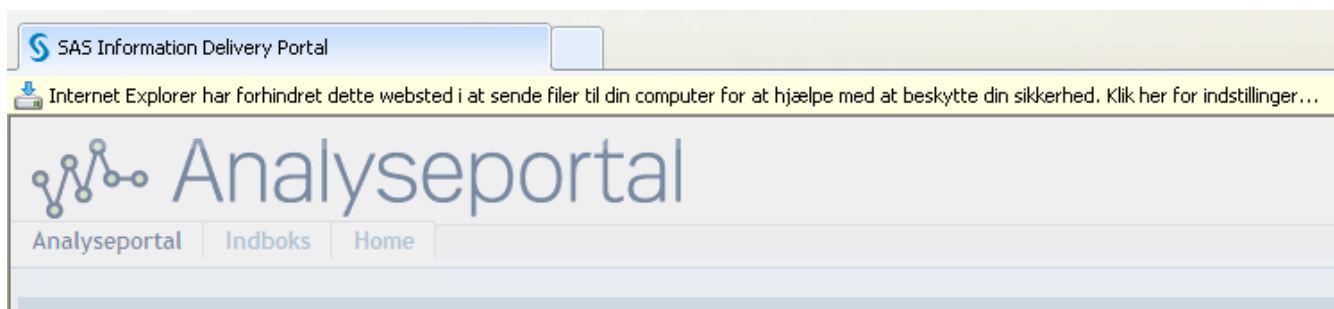 SAS Information Delivery Portal
Internet Explorer har forhindret dette websted i at sende filer til din computer for at hjælpe med at beskytte din sikkerhed. Klik her for indstillinger...
Analyseportal
Analyseportal Indboks Home